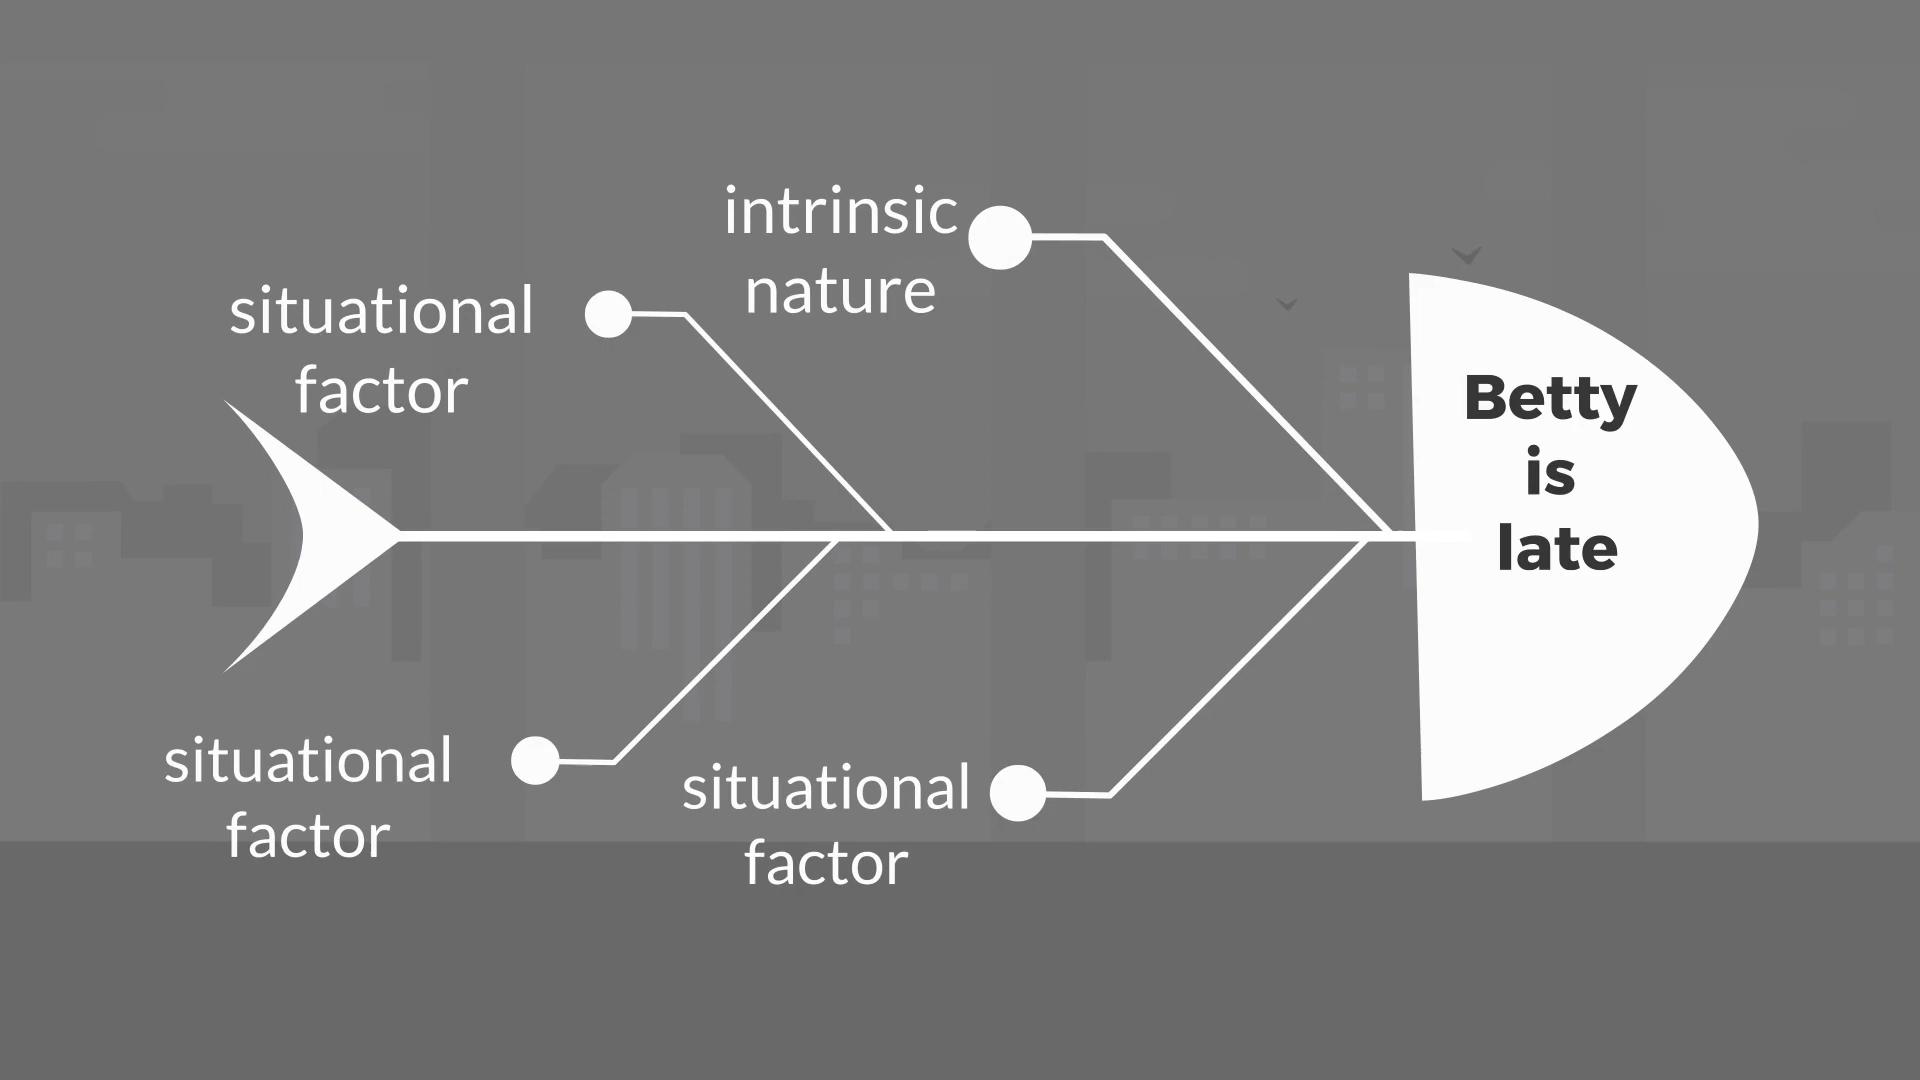 intrinsic
nature
situational
factor
Betty
is
late
situational
factor
situational
factor